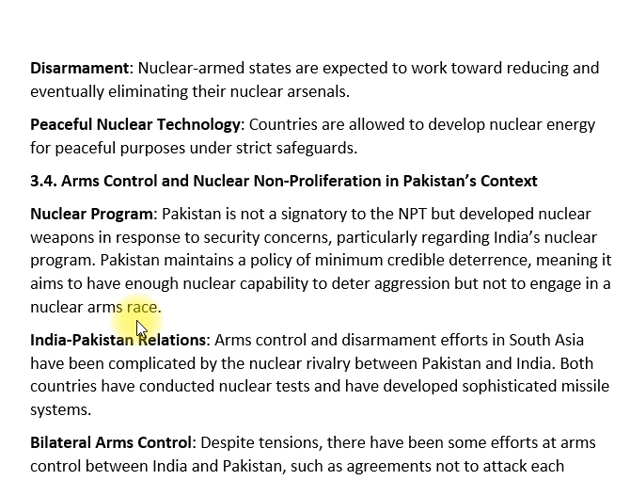 Disarmament: Nuclear-armed states are expected to work toward reducing and
eventually eliminating their nuclear arsenals.
Peaceful Nuclear Technology: Countries are allowed to develop nuclear energy
for peaceful purposes under strict safeguards.
3.4. Arms Control and Nuclear Non-Proliferation in Pakistan’s Context
Nuclear Program: Pakistan is not a signatory to the NPT but developed nuclear
weapons in response to security concerns, particularly regarding India’s nuclear
program. Pakistan maintains a policy of minimum credible deterrence, meaning it
aims to have enough nuclear capability to deter aggression but not to engage in a
nuclear arms race.
India-Pakistan Relations: Arms control and disarmament efforts in South Asia
have been complicated by the nuclear rivalry between Pakistan and India. Both
countries have conducted nuclear tests and have developed sophisticated missile
systems.
Bilateral Arms Control: Despite tensions, there have been some efforts at arms
control between India and Pakistan, such as agreements not to attack each